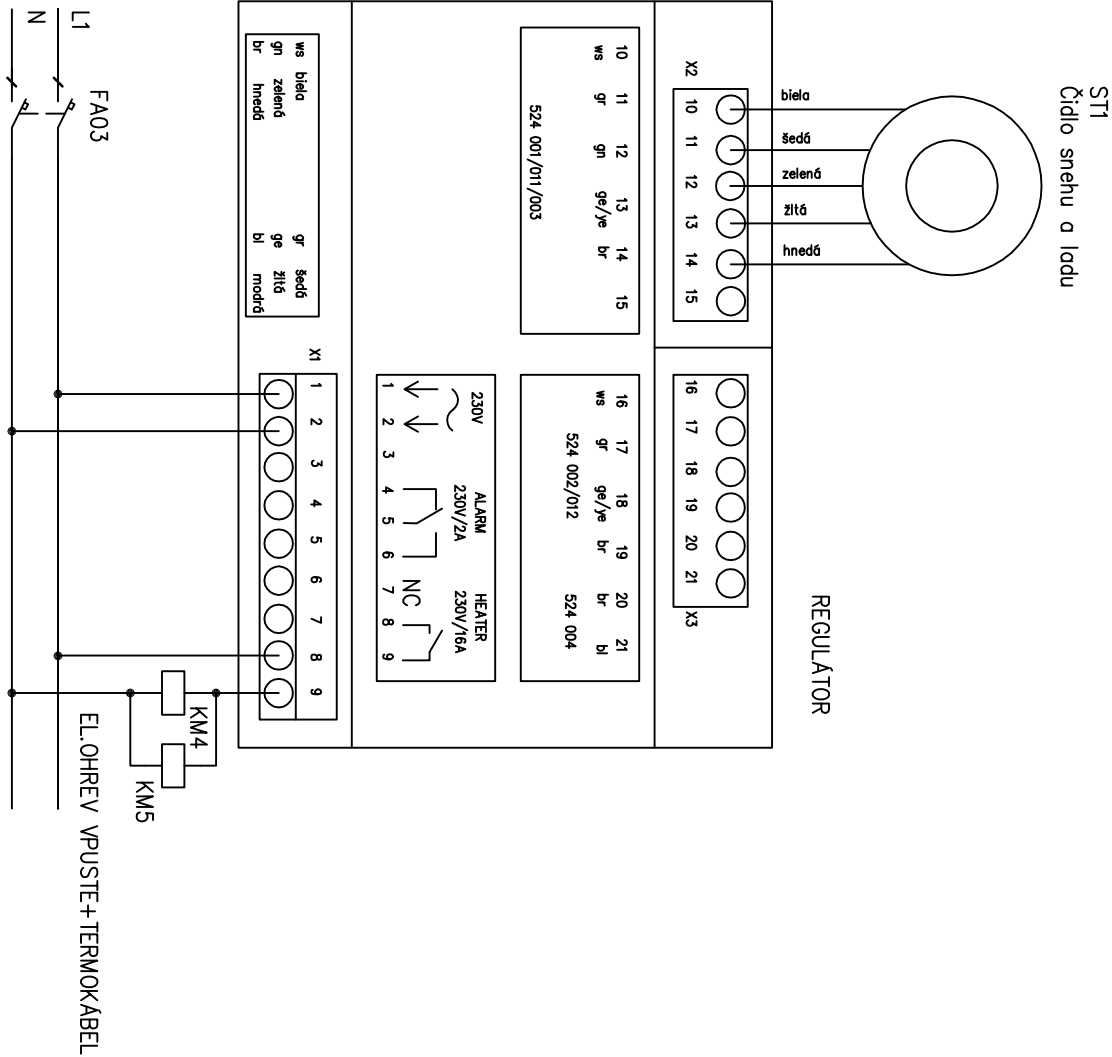 ST1
Čidlo snehu a ladu
REGULÁTOR
biela
šedá
zelená
žltá
hnedá
X2
10 11 12 13 14 15
16 17 18 19 20 21
X3
10 11 12 13 14 15
ws gr gn ge/ye br
524 001/011/003
16 17 18 19 20 21
ws gr ge/ye br br bl
524 002/012 524 004
230V
ALARM
230V/2A
HEATER
230V/16A
NC
1 2 3 4 5 6 7 8 9
ws biela
gn zelená
br hnedá
gr šedá
ge žltá
bl modrá
X1
1 2 3 4 5 6 7 8 9
L1
N
FA03
KM4
KM5
EL.OHREV VPUSTE+TERMOKÁBEL